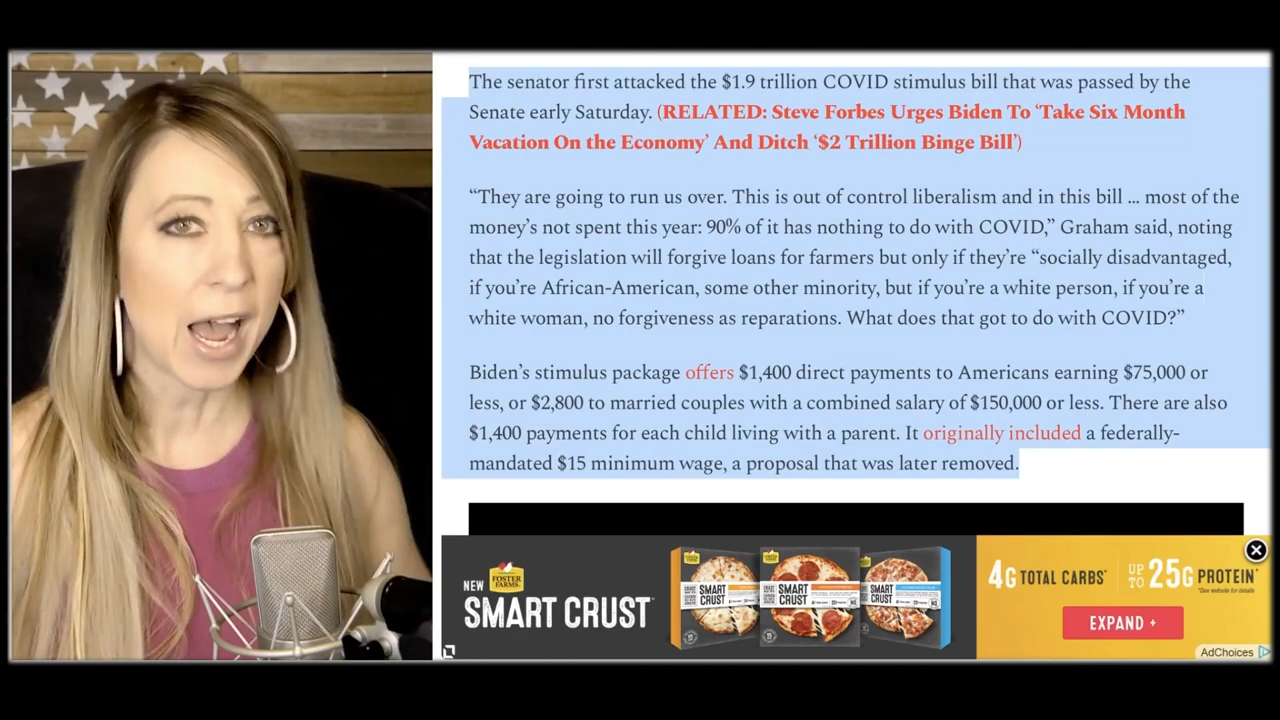 The senator first attacked the $1.9 trillion COVID stimulus bill that was passed by the
Senate early Saturday. (RELATED: Steve Forbes Urges Biden To ‘Take Six Month
Vacation On the Economy’ And Ditch ‘$2 Trillion Binge Bill’)
“They are going to run us over. This is out of control liberalism and in this bill ... most of the
money’s not spent this year: 90% of it has nothing to do with COVID,” Graham said, noting
that the legislation will forgive loans for farmers but only if they’re “socially disadvantaged,
if you’re African-American, some other minority, but if you’re a white person, if you’re a
white woman, no forgiveness as reparations. What does that got to do with COVID?”
Biden’s stimulus package offers $1,400 direct payments to Americans earning $75,000 or
less, or $2,800 to married couples with a combined salary of $150,000 or less. There are also
$1,400 payments for each child living with a parent. It originally included a federally-
mandated $15 minimum wage, a proposal that was later removed.
NEW FOSTER FARMS
SMART CRUST
SMART CRUST
SMART CRUST
SMART CRUST
4G TOTAL CARBS* UP TO 25G PROTEIN*
*See website for details
EXPAND +
AdChoices